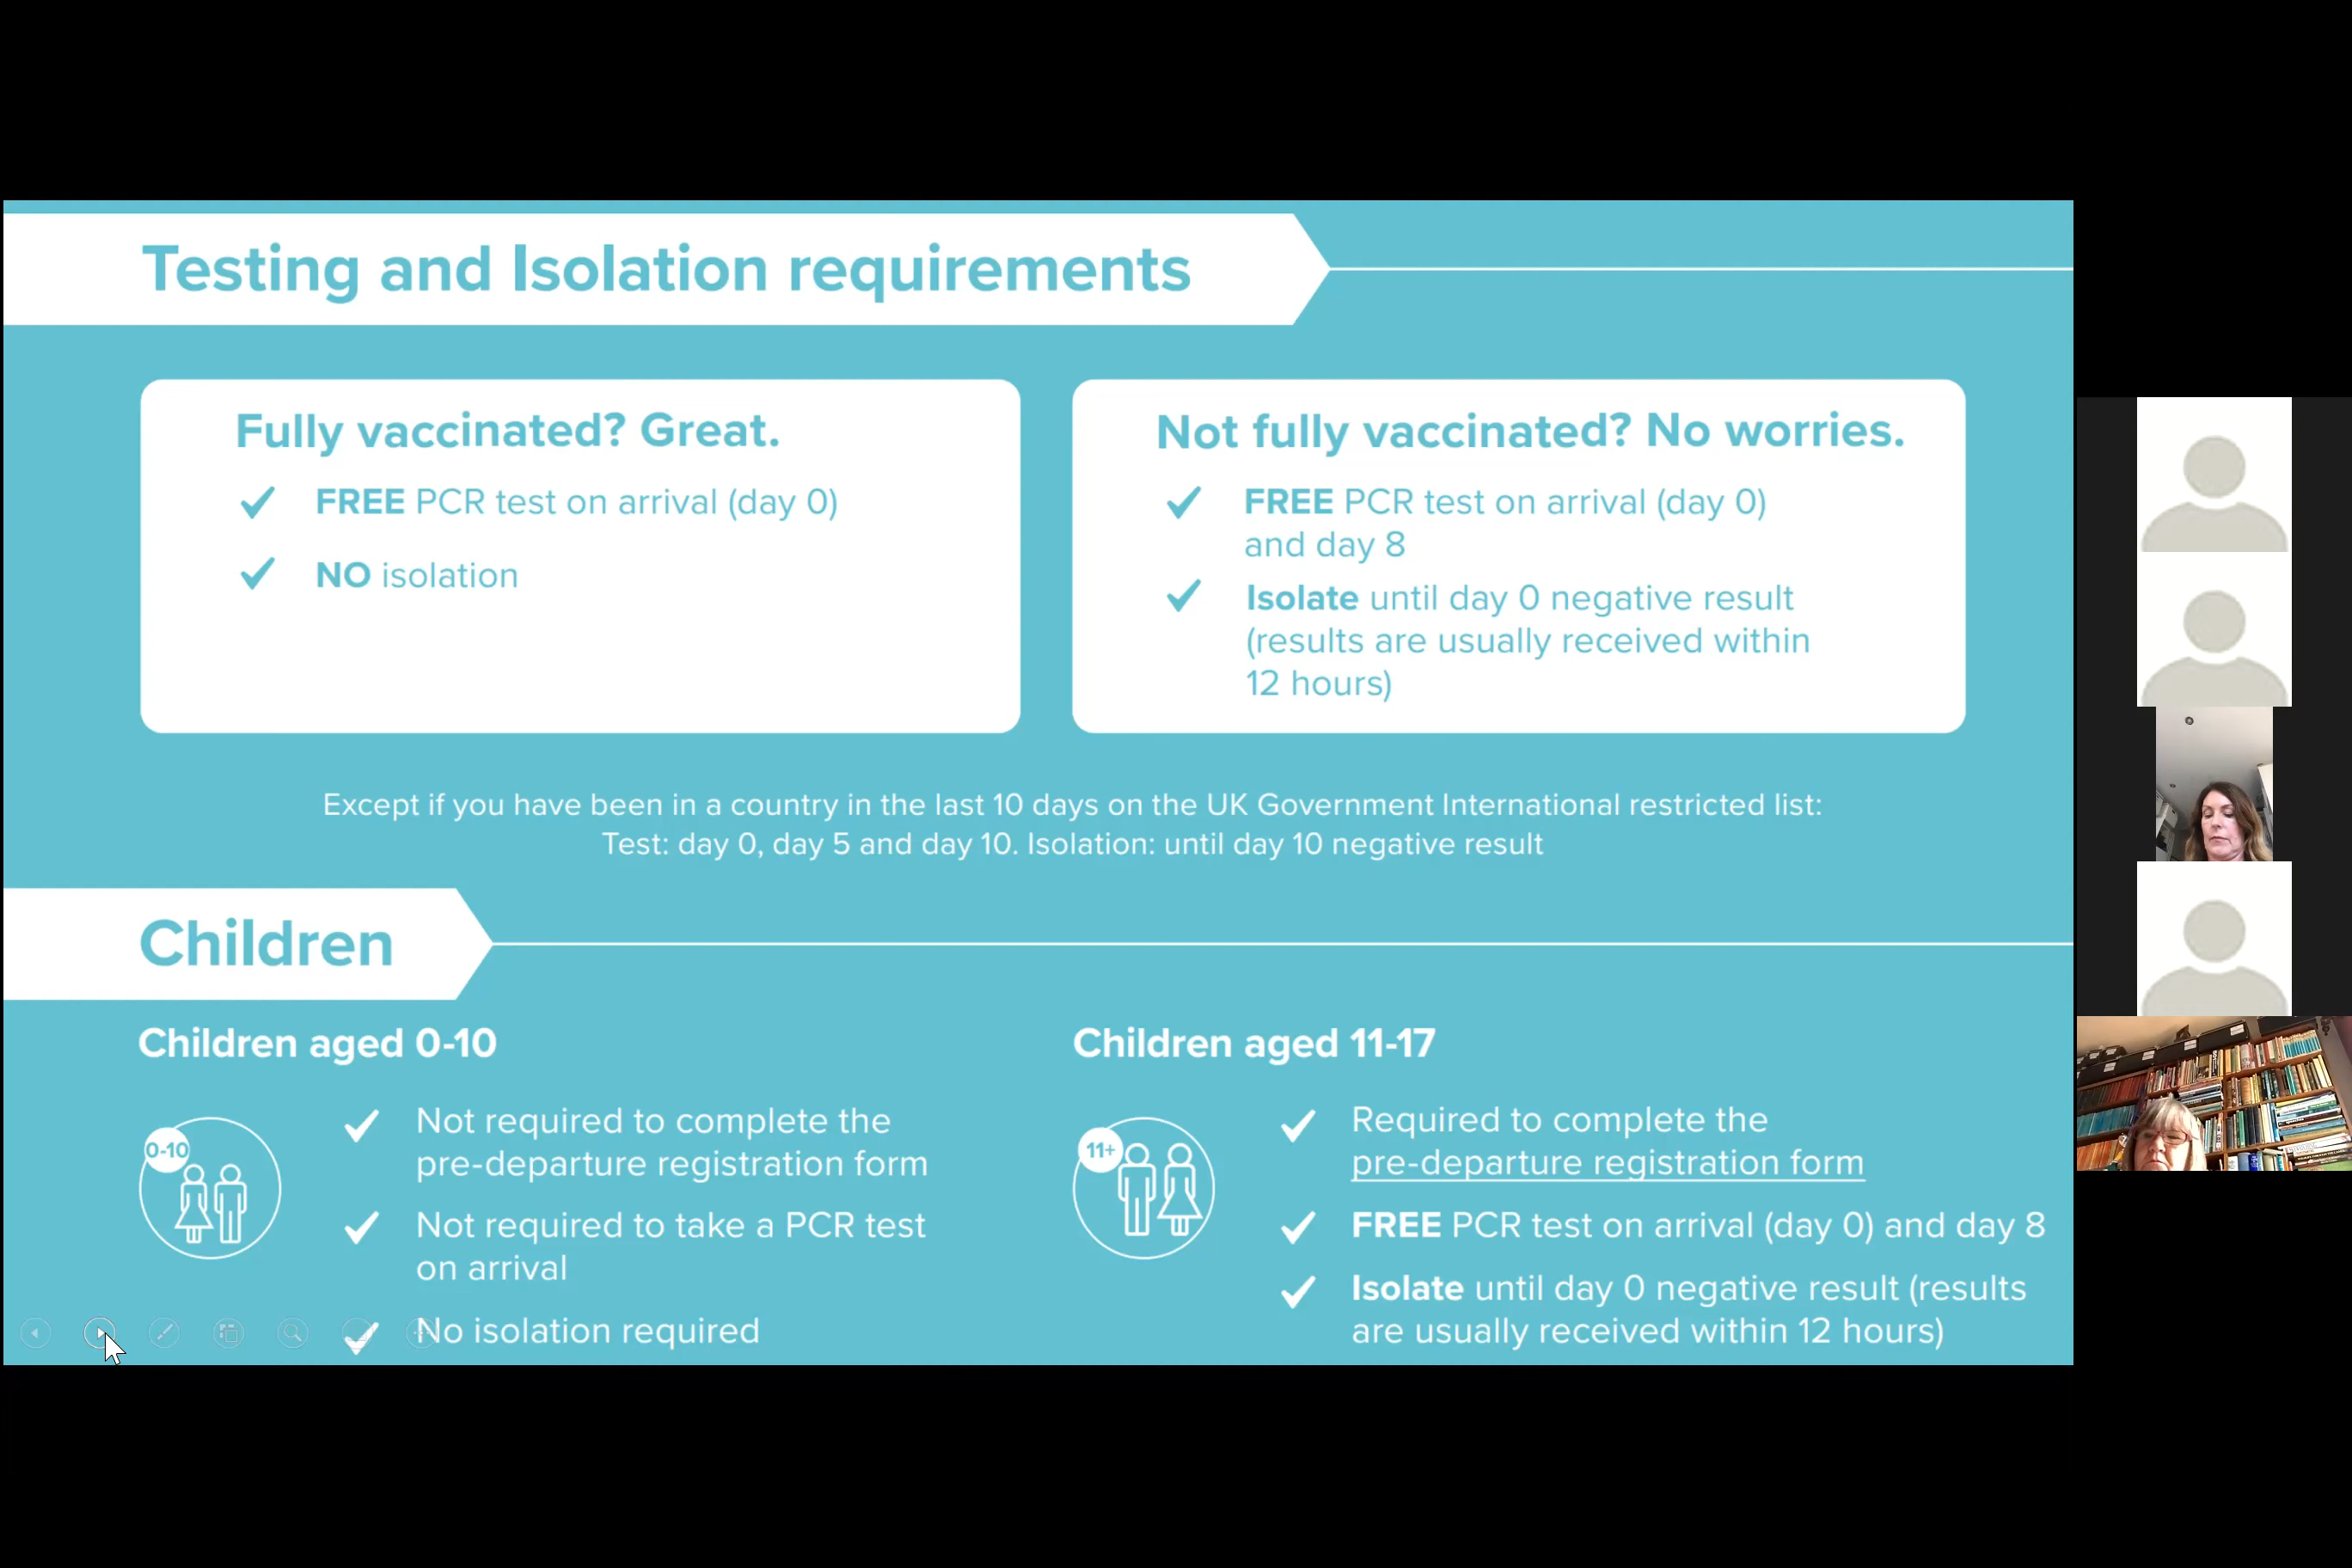 Testing and Isolation requirements
Fully vaccinated? Great.
FREE PCR test on arrival (day 0)
NO isolation
Not fully vaccinated? No worries.
FREE PCR test on arrival (day 0)
and day 8
Isolate until day 0 negative result
(results are usually received within
12 hours)
Except if you have been in a country in the last 10 days on the UK Government International restricted list:
Test: day 0, day 5 and day 10. Isolation: until day 10 negative result
Children
Children aged 0-10
0-10
Not required to complete the
pre-departure registration form
Not required to take a PCR test
on arrival
No isolation required
Children aged 11-17
11+
Required to complete the
pre-departure registration form
FREE PCR test on arrival (day 0) and day 8
Isolate until day 0 negative result (results
are usually received within 12 hours)